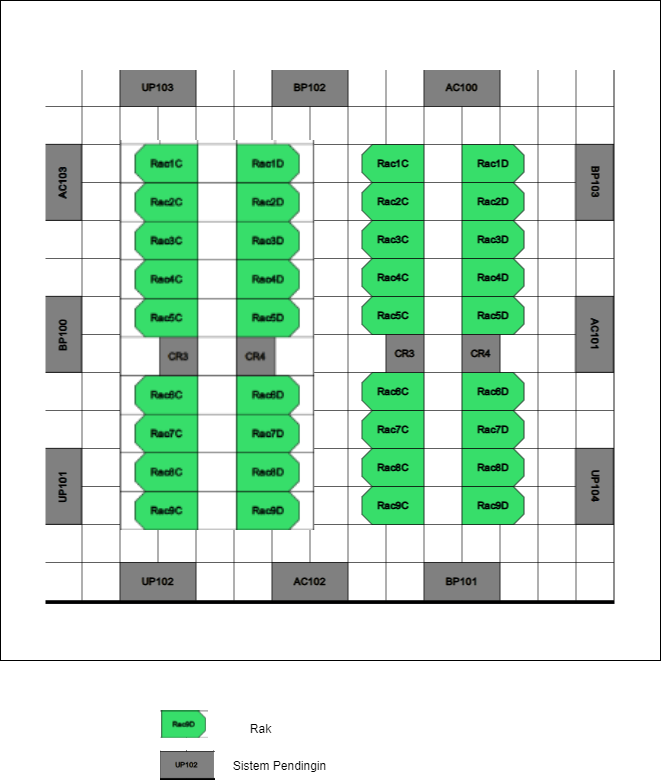 UP103 BP102 AC100
AC103 Rac1C Rac1D Rac1C Rac1D BP103
Rac2C Rac2D Rac2C Rac2D
Rac3C Rac3D Rac3C Rac3D
Rac4C Rac4D Rac4C Rac4D
BP100 Rac5C Rac5D Rac5C Rac5D AC101
CR3 CR4 CR3 CR4
Rac6C Rac6D Rac6C Rac6D
Rac7C Rac7D Rac7C Rac7D
UP101 Rac8C Rac8D Rac8C Rac8D UP104
Rac9C Rac9D Rac9C Rac9D
UP102 AC102 BP101
Rac9D Rak
UP102 Sistem Pendingin